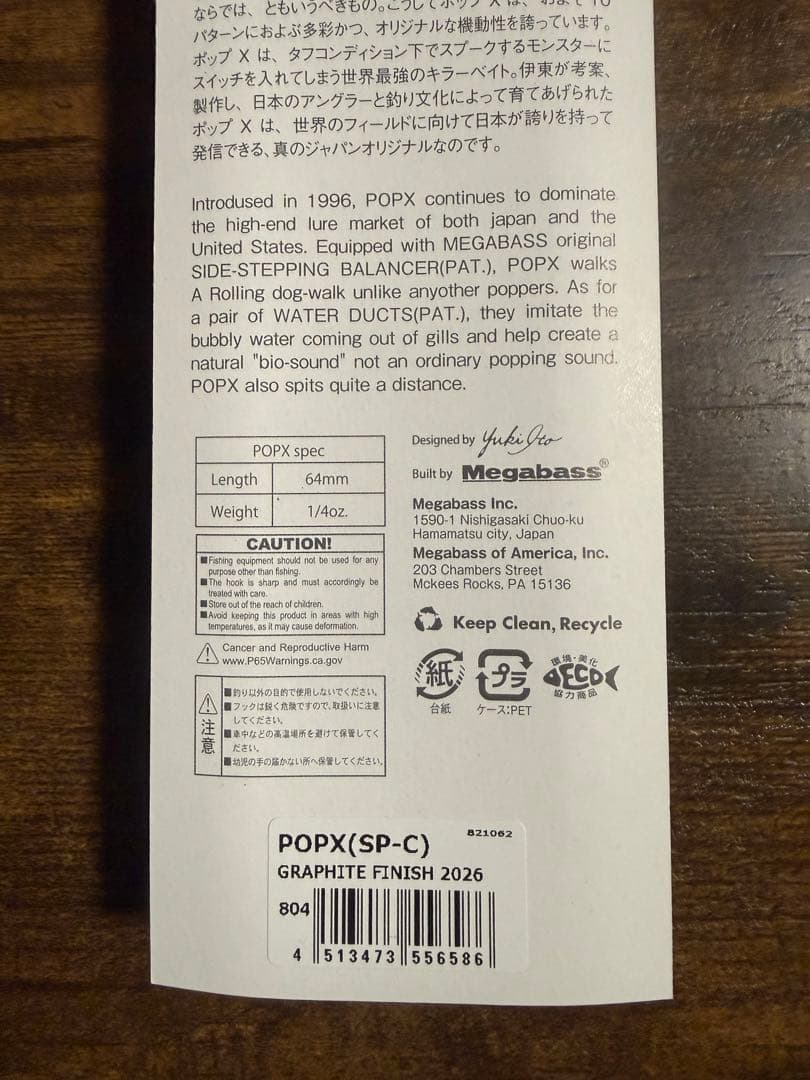 ならでは、ともいうべきもの。こうしてポップ X は、およそ10
パターンにおよぶ多彩かつ、オリジナルな機動性を誇っています。
ポップ X は、タフコンディション下でスプークするモンスターに
スイッチを入れてしまう世界最強のキラーベイト。伊東が考案、
製作し、日本のアングラーと釣り文化によって育てあげられた
ポップ X は、世界のフィールドに向けて日本が誇りを持って
発信できる、真のジャパンオリジナルなのです。
Introdused in 1996, POPX continues to dominate
the high-end lure market of both japan and the
United States. Equipped with MEGABASS original
SIDE-STEPPING BALANCER(PAT.), POPX walks
A Rolling dog-walk unlike anyother poppers. As for
a pair of WATER DUCTS(PAT.), they imitate the
bubbly water coming out of gills and help create a
natural "bio-sound" not an ordinary popping sound.
POPX also spits quite a distance.
POPX spec
Length 64mm
Weight 1/4oz.
CAUTION!
■Fishing equipment should not be used for any
purpose other than fishing.
■The hook is sharp and must accordingly be
treated with care.
■Store out of the reach of children.
■Avoid keeping this product in areas with high
temperatures, as it may cause deformation.
Cancer and Reproductive Harm
www.P65Warnings.ca.gov
注意
■釣り以外の目的で使用しないでください。
■フックは鋭く危険ですので、取扱いに注意
してください。
■車中などの高温場所を避けて保管してく
ださい。
■幼児の手の届かない所へ保管してください。
Designed by Yuki Ito
Built by Megabass®
Megabass Inc.
1590-1 Nishigasaki Chuo-ku
Hamamatsu city, Japan
Megabass of America, Inc.
203 Chambers Street
Mckees Rocks, PA 15136
Keep Clean, Recycle
紙
台紙
プラ
ケース:PET
環境・美化
ECO
協力商品
821062
POPX(SP-C)
GRAPHITE FINISH 2026
804
4 513473 556586